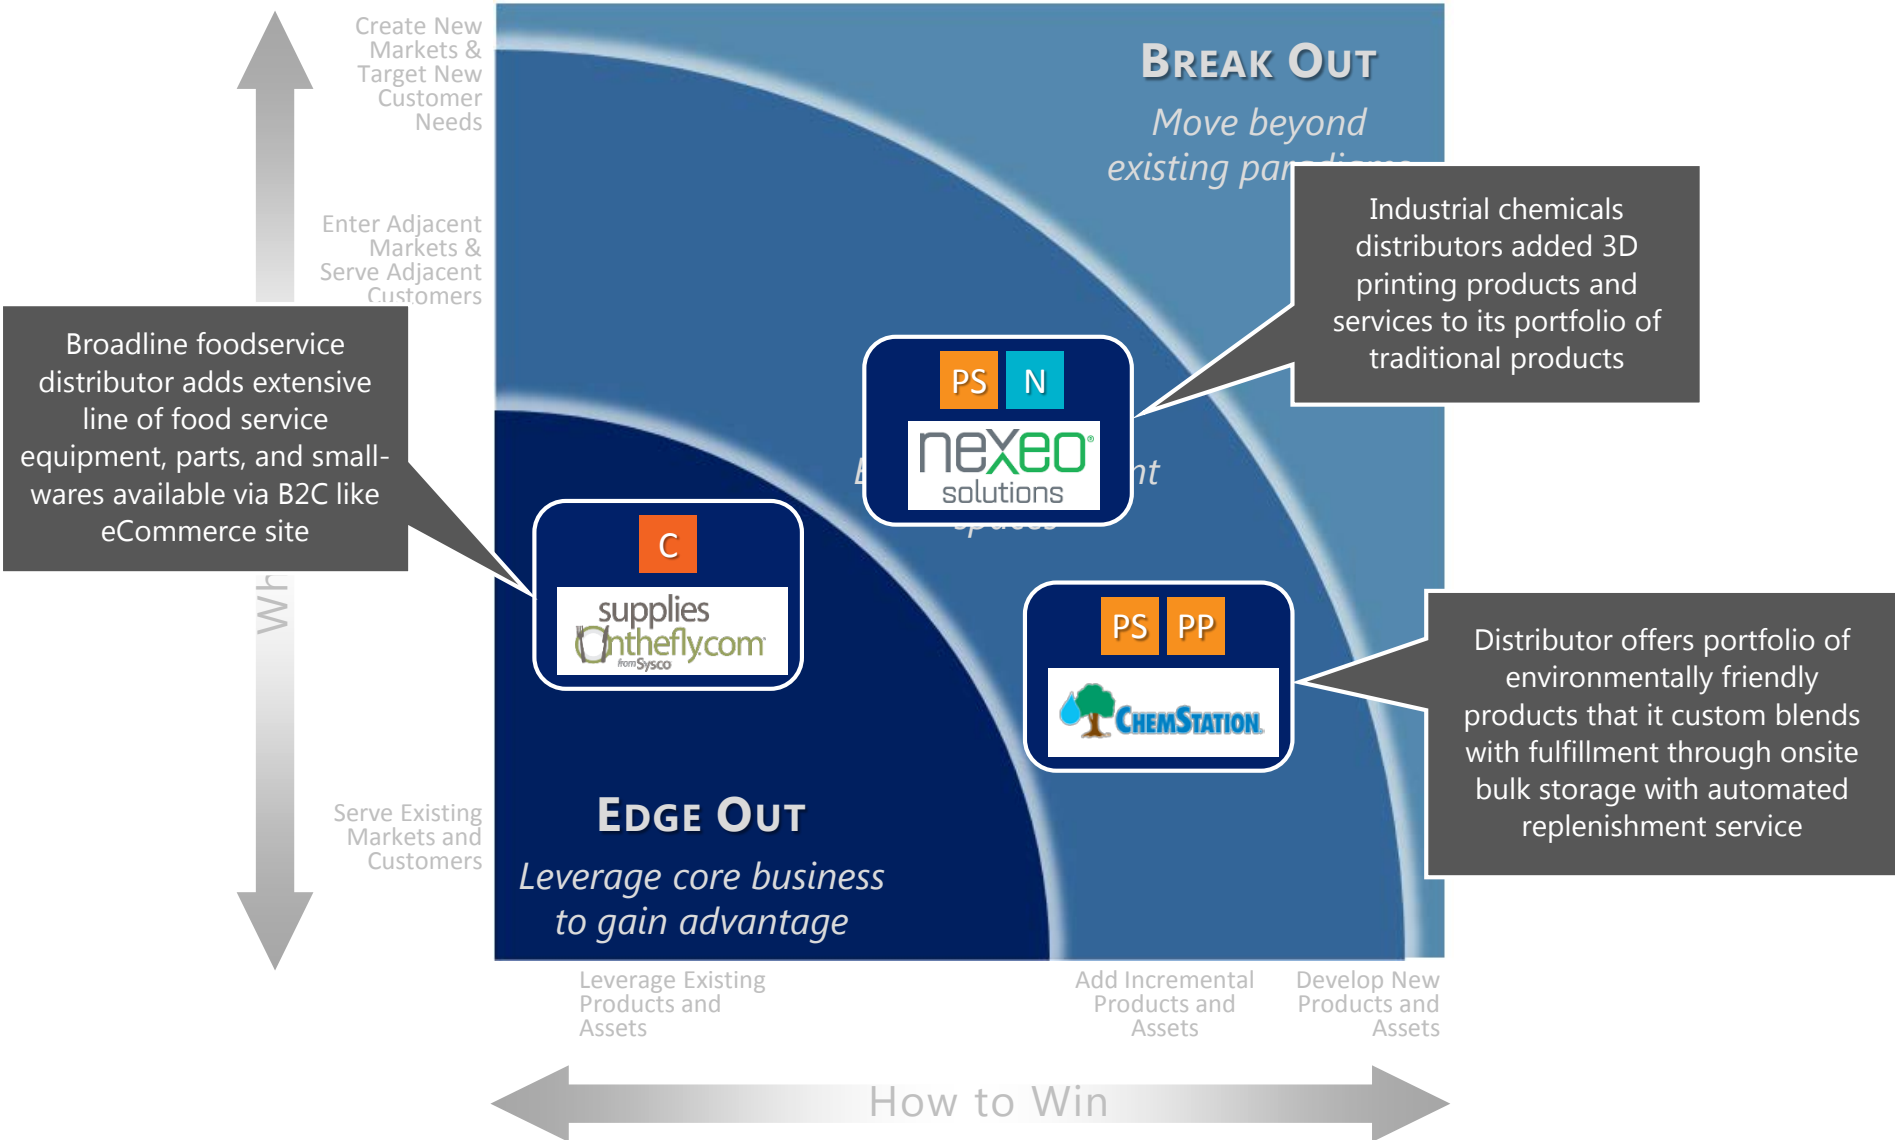 Create New
Markets &
Target New
Customer
Needs
BREAK OUT
Move beyond
existing paradigms
Enter Adjacent
Markets &
Serve Adjacent
Customers
Industrial chemicals
distributors added 3D
printing products and
services to its portfolio of
traditional products
Broadline foodservice
distributor adds extensive
line of food service
equipment, parts, and small-
wares available via B2C like
eCommerce site
PS N
nexeo®
solutions
spaces
C
supplies
Onthefly.com
from Sysco
PS PP
CHEMSTATION
Distributor offers portfolio of
environmentally friendly
products that it custom blends
with fulfillment through onsite
bulk storage with automated
replenishment service
Wh
Serve Existing
Markets and
Customers
EDGE OUT
Leverage core business
to gain advantage
Leverage Existing
Products and
Assets
Add Incremental
Products and
Assets
Develop New
Products and
Assets
How to Win